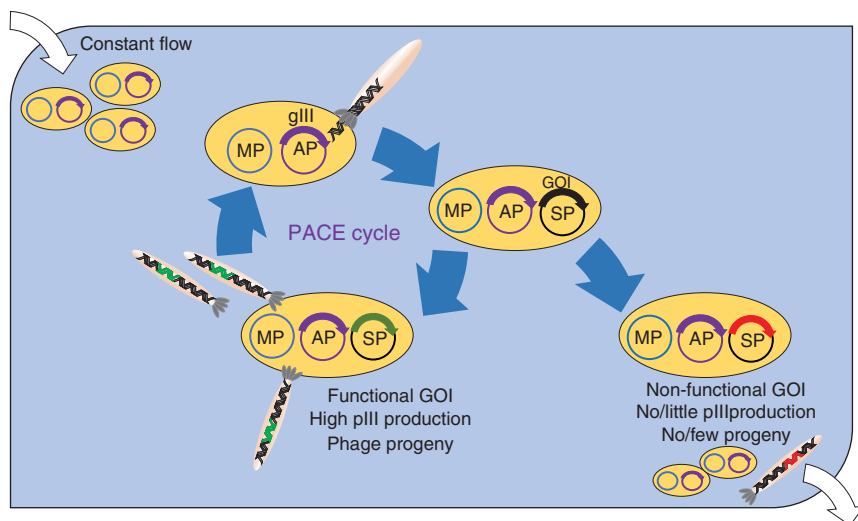 Constant flow
gIII
MP AP
GOI
MP AP SP
PACE cycle
MP AP SP
MP AP SP
Functional GOI
High pIII production
Phage progeny
Non-functional GOI
No/little pIIIproduction
No/few progeny